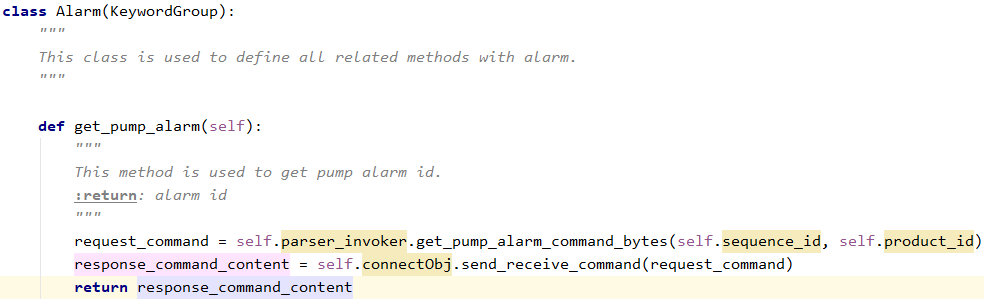 class Alarm(KeywordGroup):
"""
This class is used to define all related methods with alarm.
"""
def get_pump_alarm(self):
"""
This method is used to get pump alarm id.
:return: alarm id
"""
request_command = self.parser_invoker.get_pump_alarm_command_bytes(self.sequence_id, self.product_id)
response_command_content = self.connectObj.send_receive_command(request_command)
return response_command_content